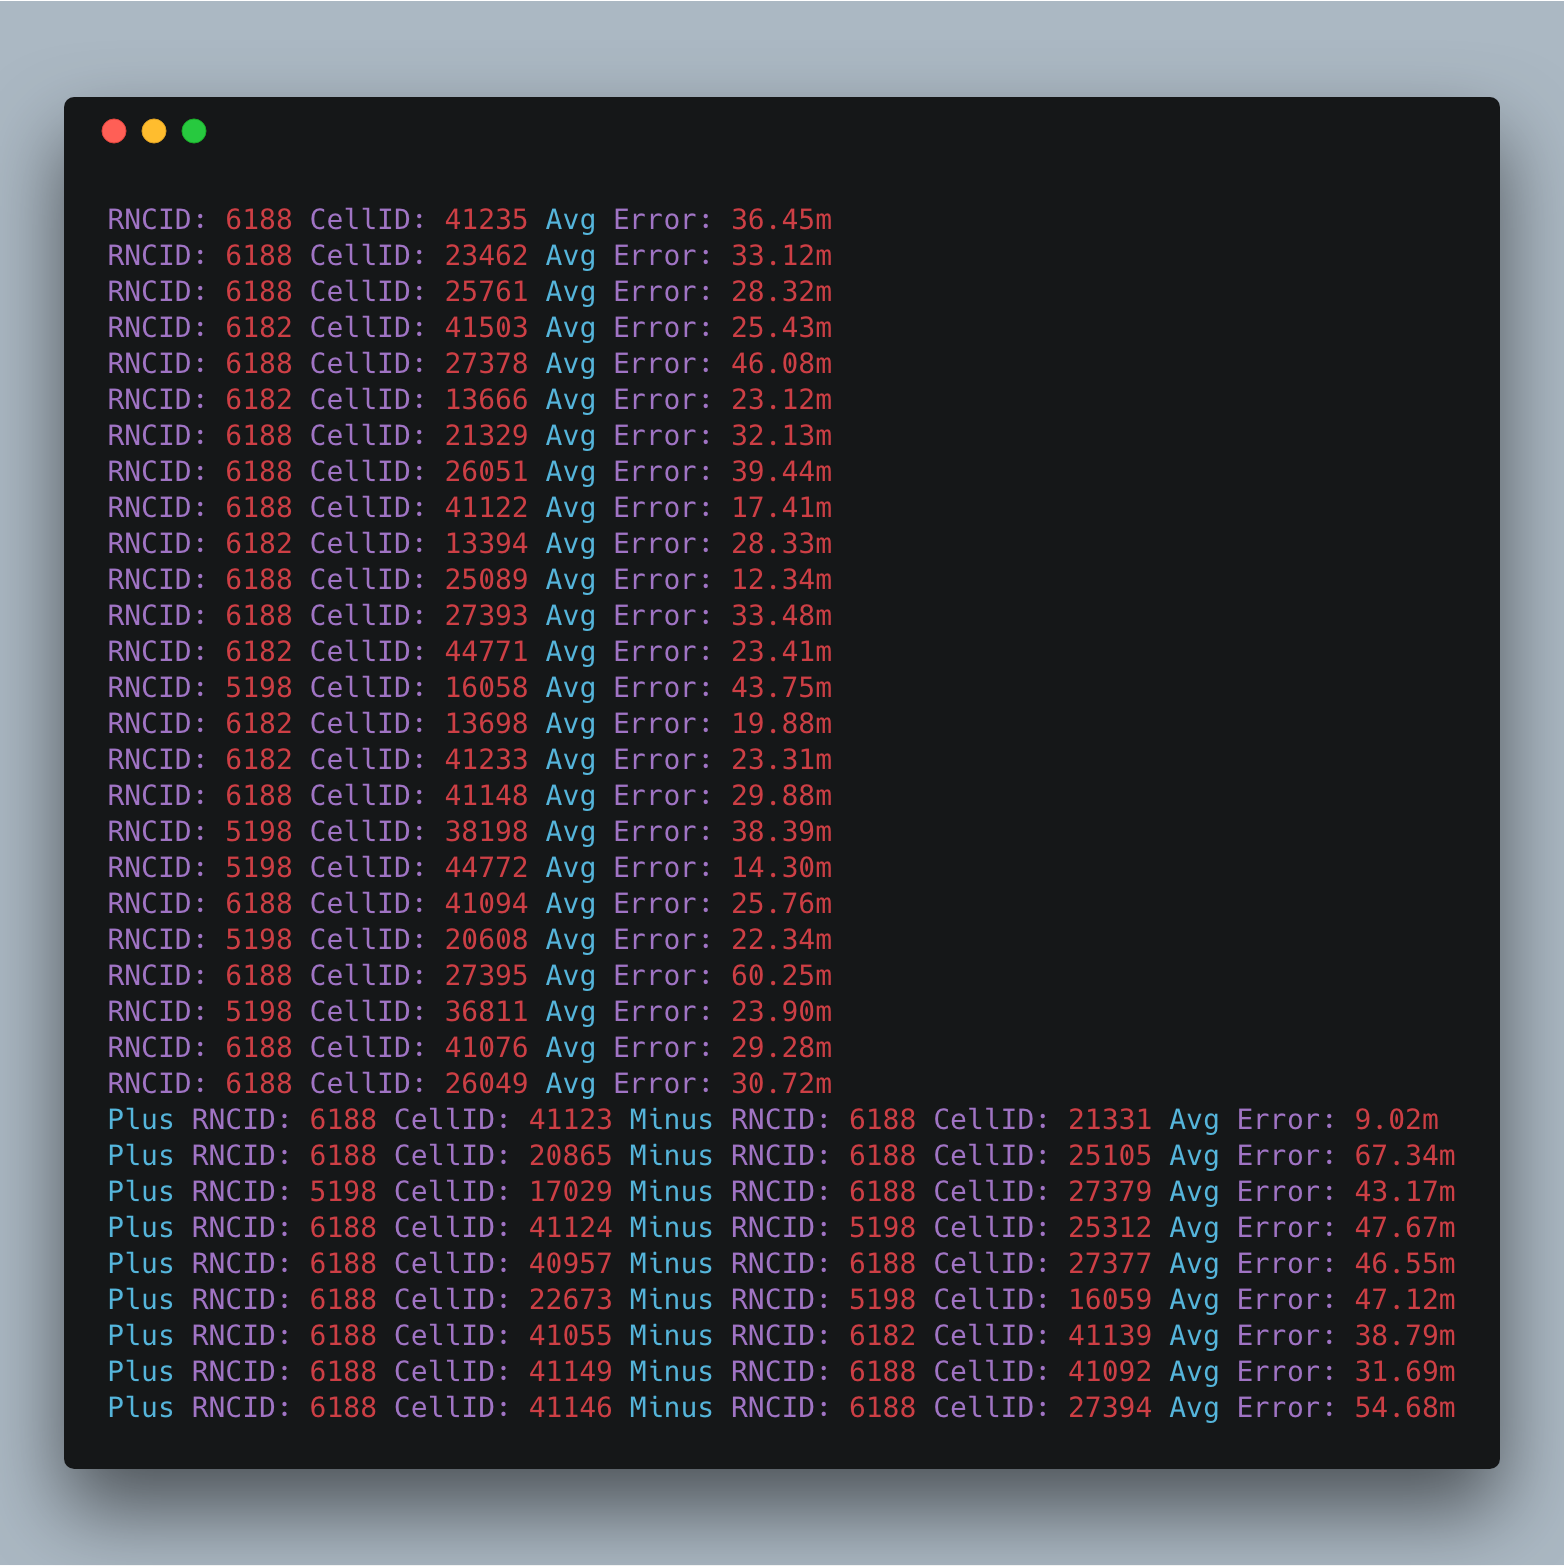 RNCID: 6188 CellID: 41235 Avg Error: 36.45m
RNCID: 6188 CellID: 23462 Avg Error: 33.12m
RNCID: 6188 CellID: 25761 Avg Error: 28.32m
RNCID: 6182 CellID: 41503 Avg Error: 25.43m
RNCID: 6188 CellID: 27378 Avg Error: 46.08m
RNCID: 6182 CellID: 13666 Avg Error: 23.12m
RNCID: 6188 CellID: 21329 Avg Error: 32.13m
RNCID: 6188 CellID: 26051 Avg Error: 39.44m
RNCID: 6188 CellID: 41122 Avg Error: 17.41m
RNCID: 6182 CellID: 13394 Avg Error: 28.33m
RNCID: 6188 CellID: 25089 Avg Error: 12.34m
RNCID: 6188 CellID: 27393 Avg Error: 33.48m
RNCID: 6182 CellID: 44771 Avg Error: 23.41m
RNCID: 5198 CellID: 16058 Avg Error: 43.75m
RNCID: 6182 CellID: 13698 Avg Error: 19.88m
RNCID: 6182 CellID: 41233 Avg Error: 23.31m
RNCID: 6188 CellID: 41148 Avg Error: 29.88m
RNCID: 5198 CellID: 38198 Avg Error: 38.39m
RNCID: 5198 CellID: 44772 Avg Error: 14.30m
RNCID: 6188 CellID: 41094 Avg Error: 25.76m
RNCID: 5198 CellID: 20608 Avg Error: 22.34m
RNCID: 6188 CellID: 27395 Avg Error: 60.25m
RNCID: 5198 CellID: 36811 Avg Error: 23.90m
RNCID: 6188 CellID: 41076 Avg Error: 29.28m
RNCID: 6188 CellID: 26049 Avg Error: 30.72m
Plus RNCID: 6188 CellID: 41123 Minus RNCID: 6188 CellID: 21331 Avg Error: 9.02m
Plus RNCID: 6188 CellID: 20865 Minus RNCID: 6188 CellID: 25105 Avg Error: 67.34m
Plus RNCID: 5198 CellID: 17029 Minus RNCID: 6188 CellID: 27379 Avg Error: 43.17m
Plus RNCID: 6188 CellID: 41124 Minus RNCID: 5198 CellID: 25312 Avg Error: 47.67m
Plus RNCID: 6188 CellID: 40957 Minus RNCID: 6188 CellID: 27377 Avg Error: 46.55m
Plus RNCID: 6188 CellID: 22673 Minus RNCID: 5198 CellID: 16059 Avg Error: 47.12m
Plus RNCID: 6188 CellID: 41055 Minus RNCID: 6182 CellID: 41139 Avg Error: 38.79m
Plus RNCID: 6188 CellID: 41149 Minus RNCID: 6188 CellID: 41092 Avg Error: 31.69m
Plus RNCID: 6188 CellID: 41146 Minus RNCID: 6188 CellID: 27394 Avg Error: 54.68m